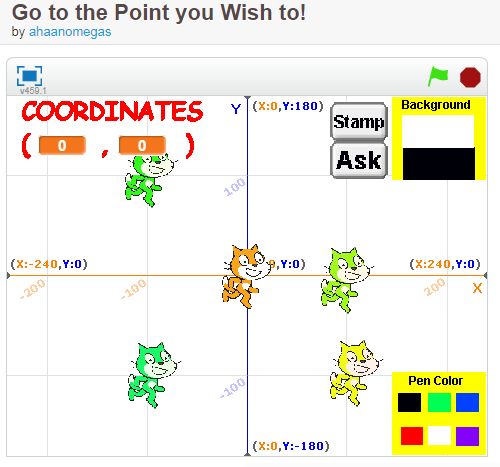 Go to the Point you Wish to!
by ahaanomegas
v459.1
COORDINATES
( 0 , 0 )
Y (X:0,Y:180)
Stamp
Ask
Background
100
(X:-240,Y:0)
,Y:0)
(X:240,Y:0)
-200
-100
200
X
-100
(X:0,Y:-180)
Pen Color